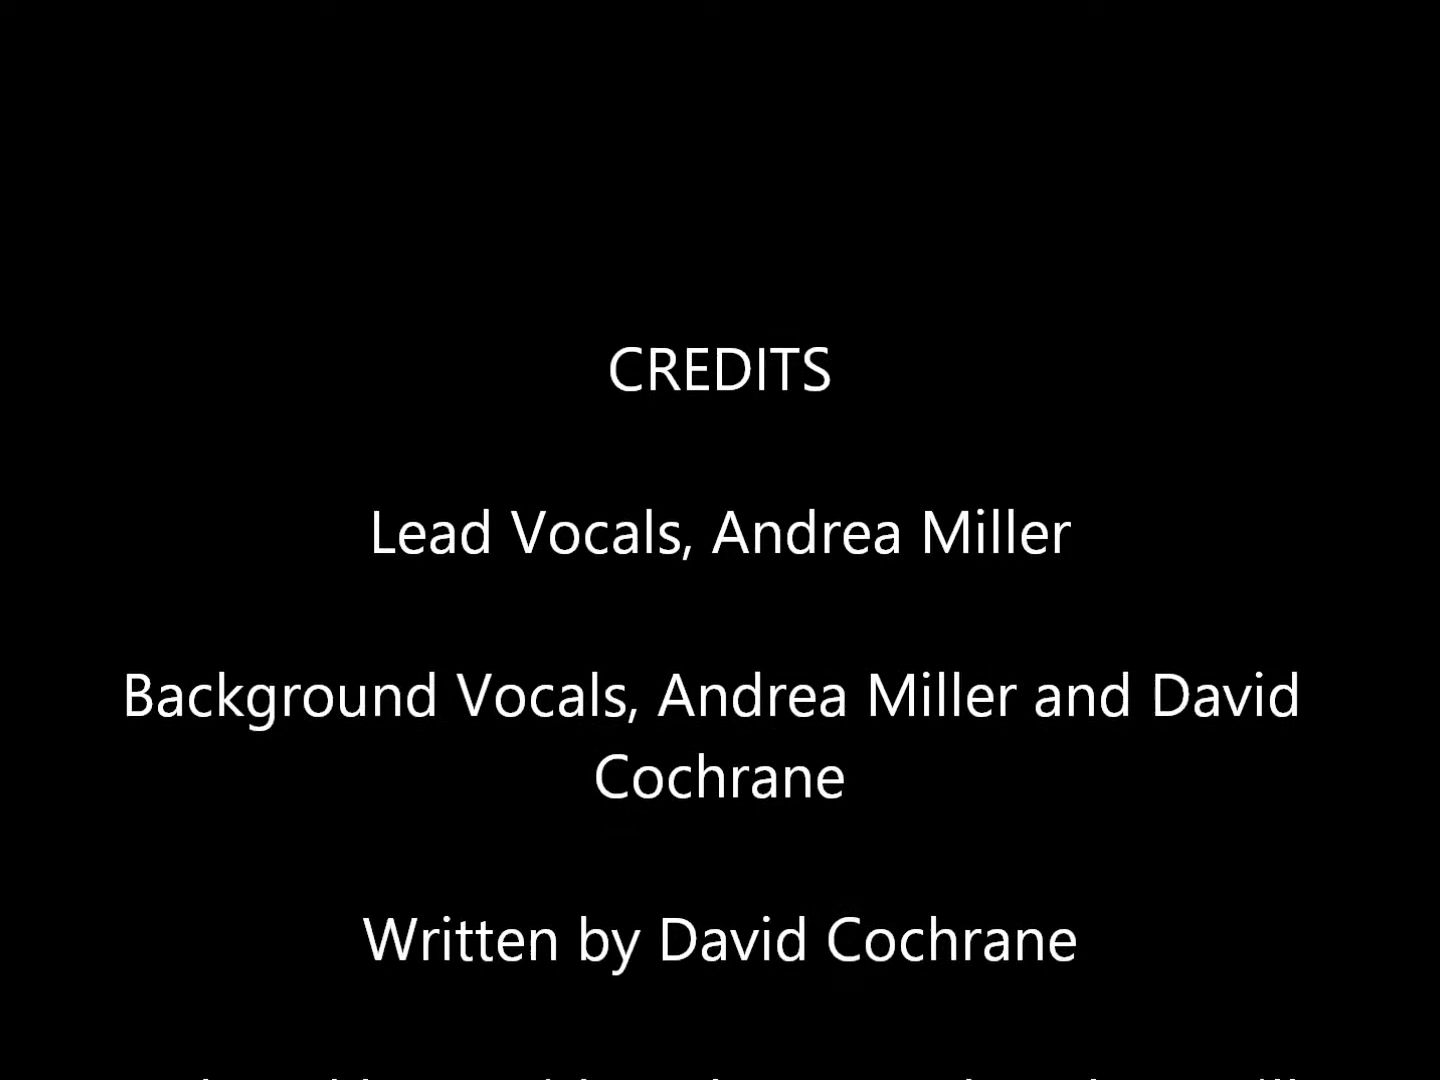 CREDITS
Lead Vocals, Andrea Miller
Background Vocals, Andrea Miller and David
Cochrane
Written by David Cochrane